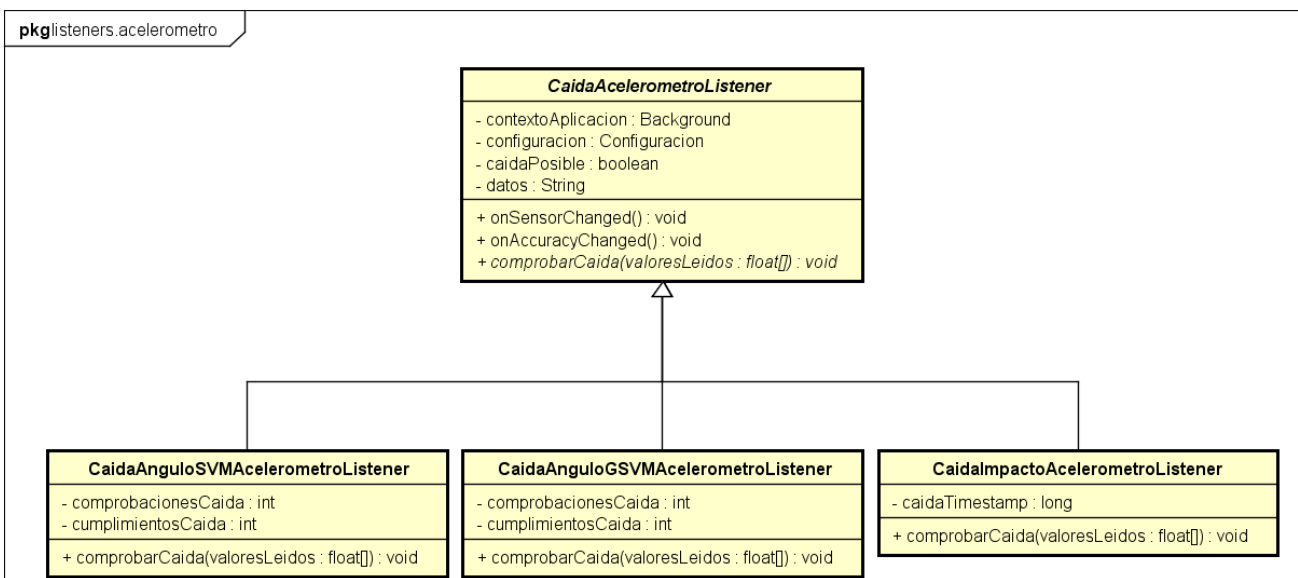 pkglisteners.acelerometro
CaidaAcelerometroListener
- contextoAplicacion : Background
- configuracion : Configuracion
- caidaPosible : boolean
- datos : String
+ onSensorChanged() : void
+ onAccuracyChanged() : void
+ comprobarCaida(valoresLeidos : float[]) : void
CaidaAnguloSVMAcelerometroListener
- comprobacionesCaida : int
- cumplimientosCaida : int
+ comprobarCaida(valoresLeidos : float[]) : void
CaidaAnguloGSVMAcelerometroListener
- comprobacionesCaida : int
- cumplimientosCaida : int
+ comprobarCaida(valoresLeidos : float[]) : void
CaidaImpactoAcelerometroListener
- caidaTimestamp : long
+ comprobarCaida(valoresLeidos : float[]) : void